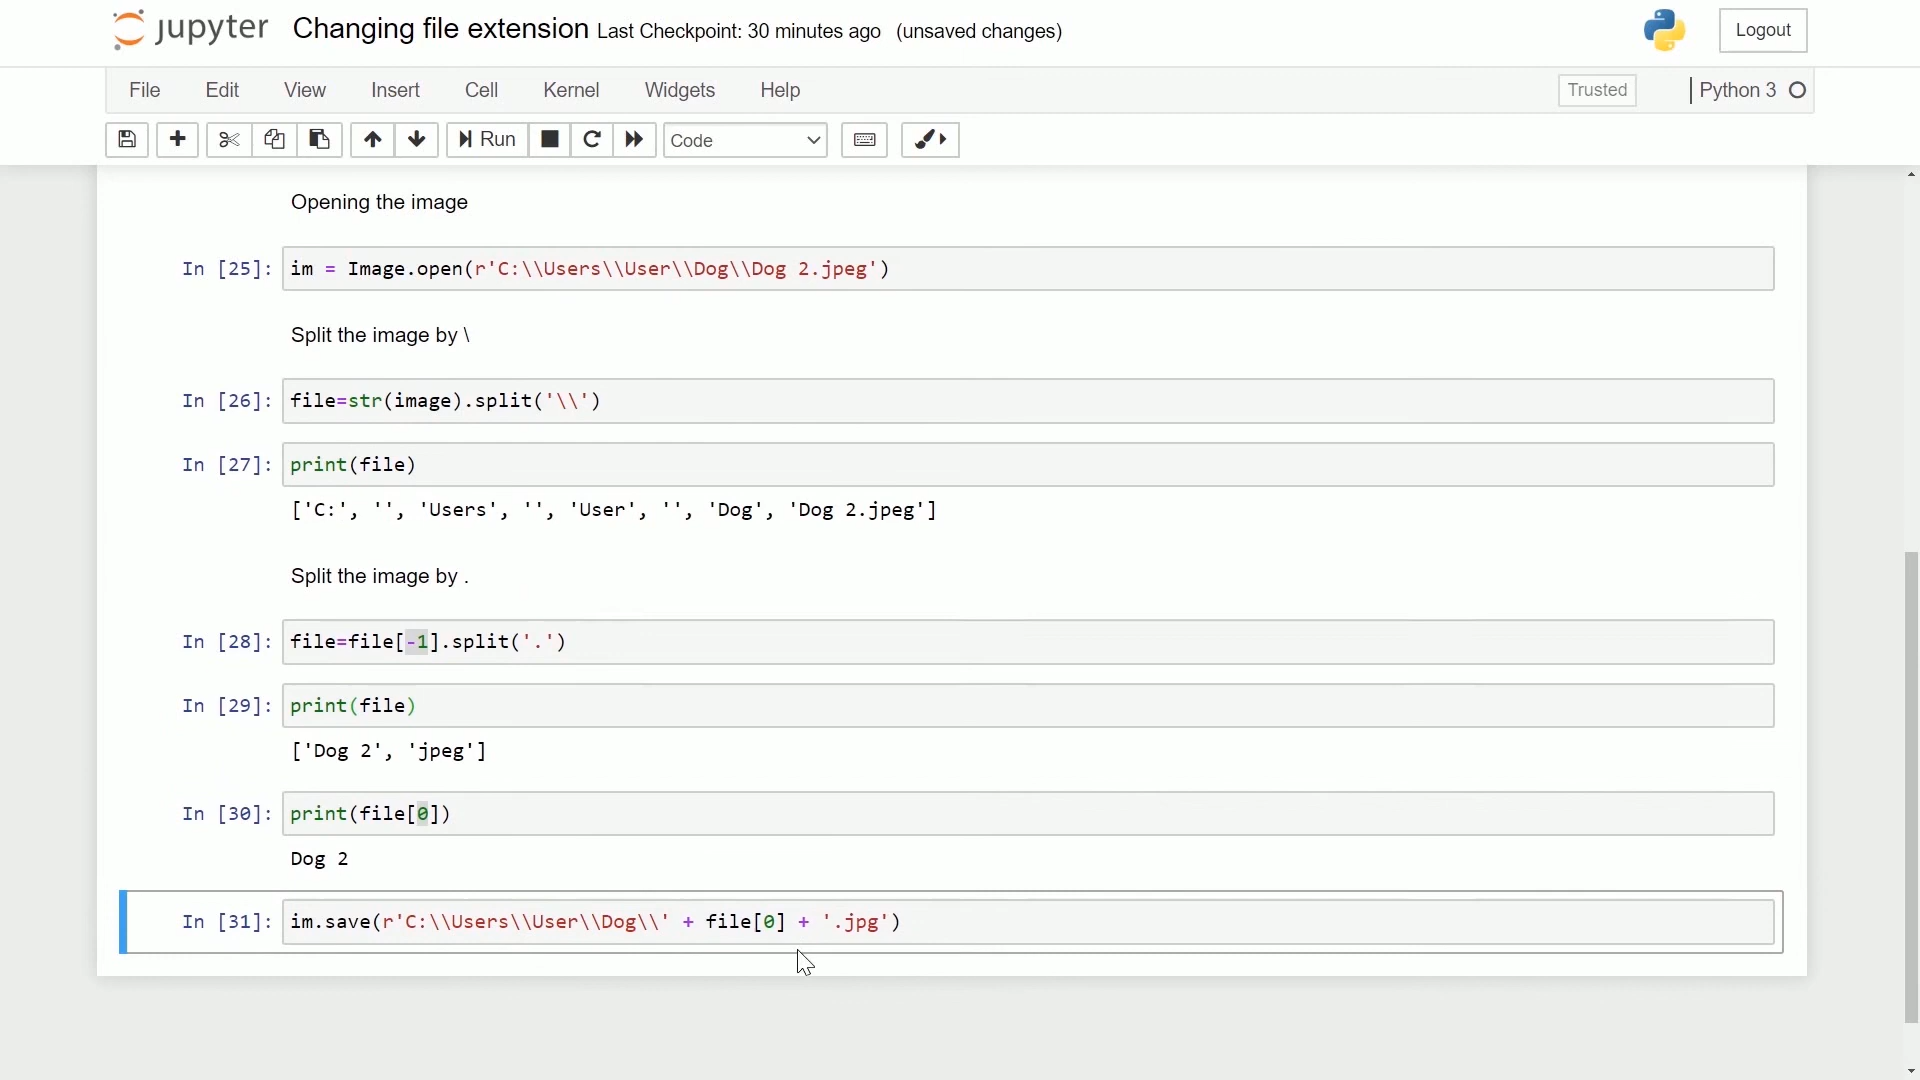 jupyter Changing file extension Last Checkpoint: 30 minutes ago (unsaved changes) Logout
File Edit View Insert Cell Kernel Widgets Help Trusted Python 3
Run Code
Opening the image
In [25]: im = Image.open(r'C:\\Users\\User\\Dog\\Dog 2.jpeg')
Split the image by \
In [26]: file=str(image).split('\\')
In [27]: print(file)
['C:', '', 'Users', '', 'User', '', 'Dog', 'Dog 2.jpeg']
Split the image by .
In [28]: file=file[-1].split('.')
In [29]: print(file)
['Dog 2', 'jpeg']
In [30]: print(file[0])
Dog 2
In [31]: im.save(r'C:\\Users\\User\\Dog\\' + file[0] + '.jpg')